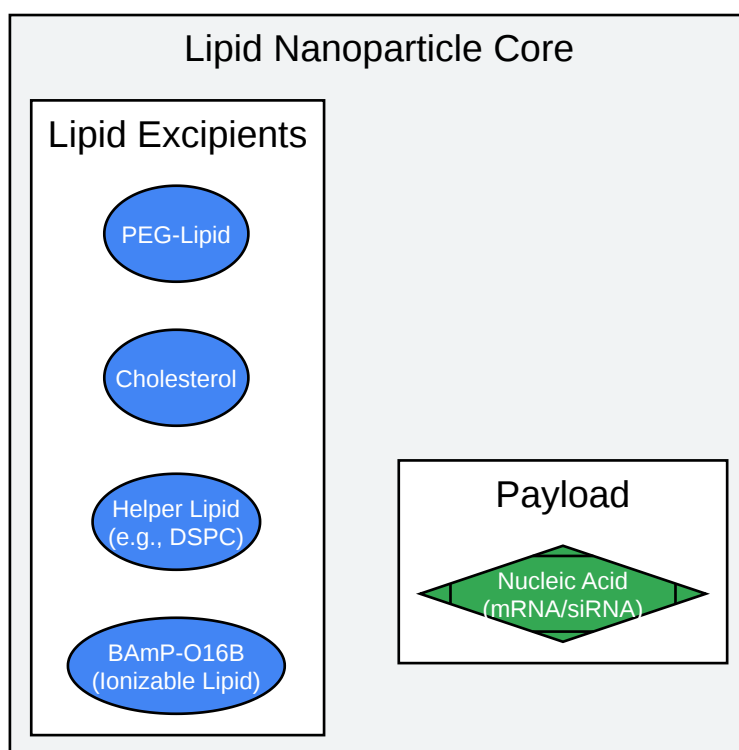 Lipid Nanoparticle Core
Lipid Excipients
PEG-Lipid
Cholesterol
Helper Lipid
(e.g., DSPC)
BAmP-O16B
(Ionizable Lipid)
Payload
Nucleic Acid
(mRNA/siRNA)